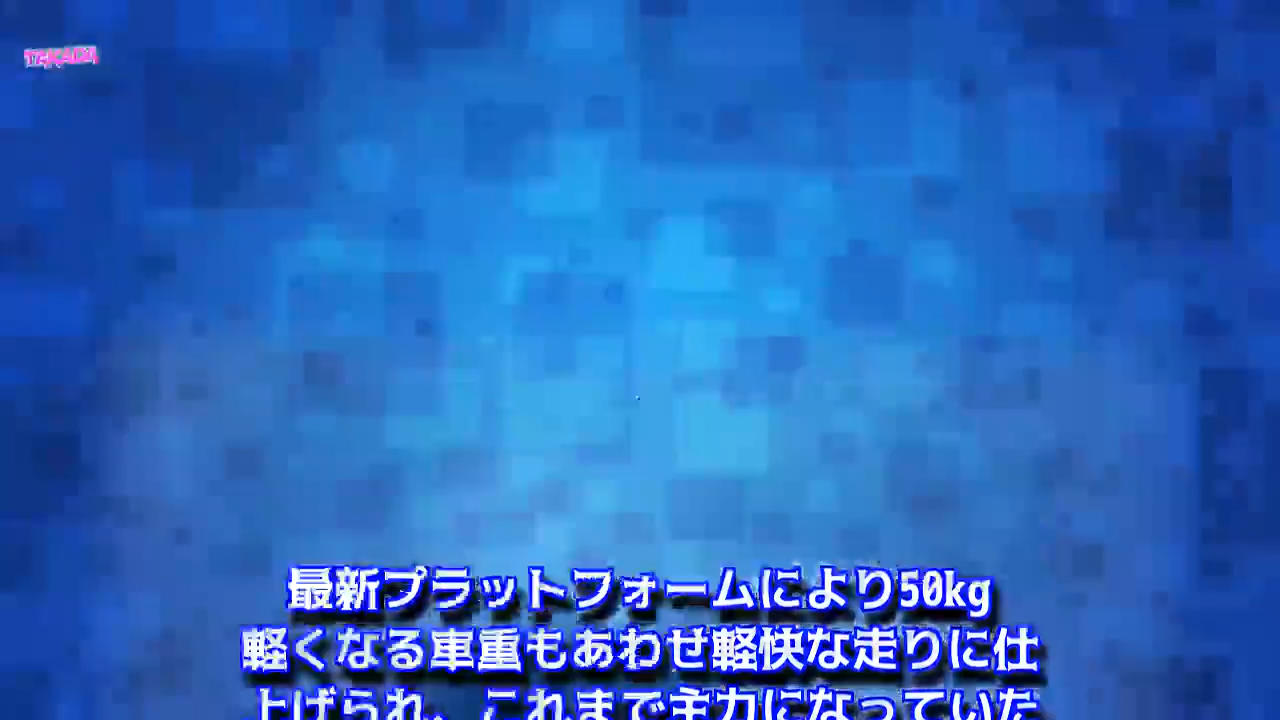 TAKADA
最新プラットフォームにより50kg
軽くなる車重もあわせ軽快な走りに仕
上げられ、これまで主力になっていた